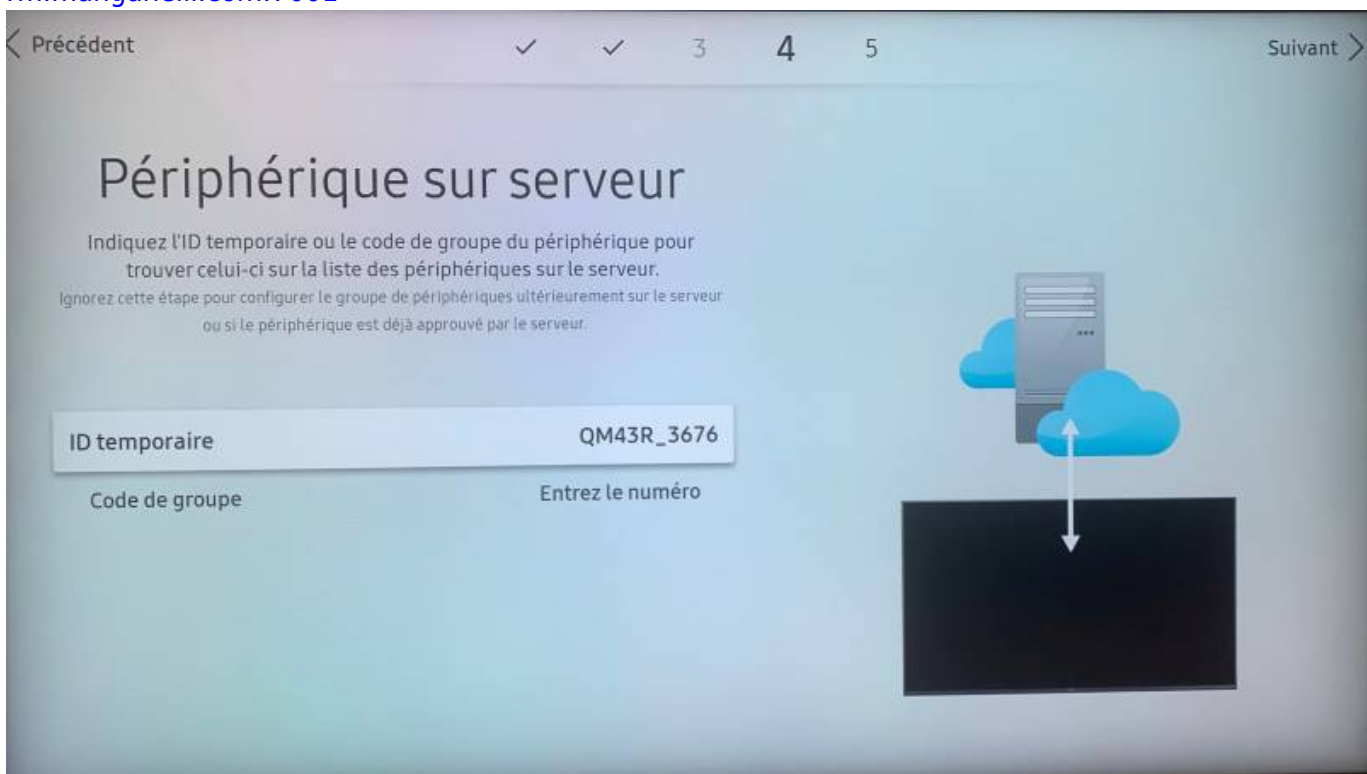 Précédent
3
4
5
Suivant
Périphérique sur serveur
Indiquez l'ID temporaire ou le code de groupe du périphérique pour
trouver celui-ci sur la liste des périphériques sur le serveur.
Ignorez cette étape pour configurer le groupe de périphériques ultérieurement sur le serveur
ou si le périphérique est déjà approuvé par le serveur.
ID temporaire
QM43R_3676
Code de groupe
Entrez le numéro